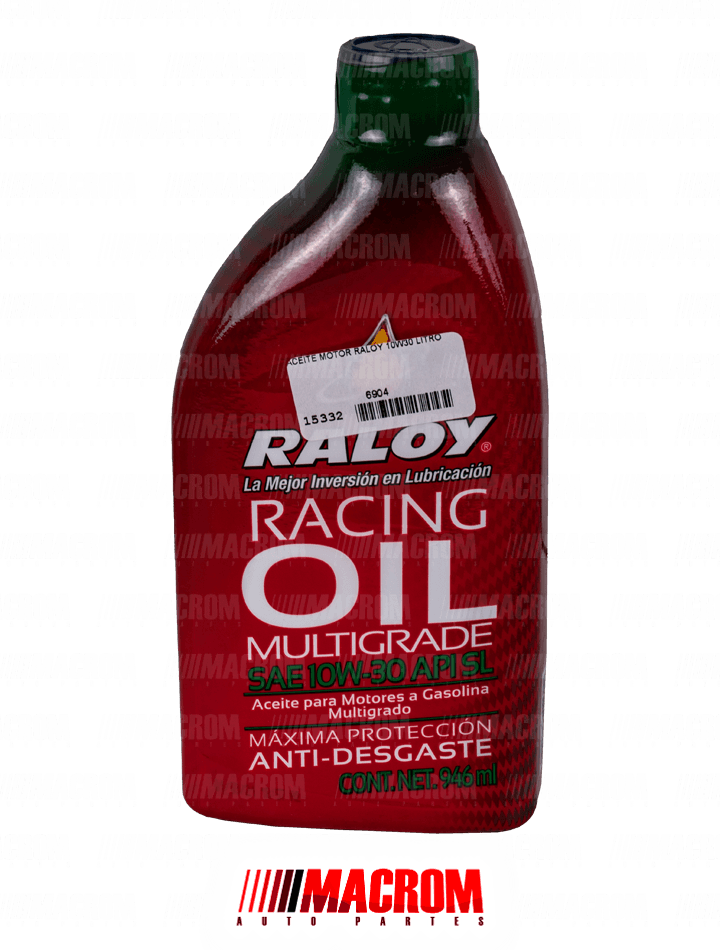 ACEITE MOTOR RALOY 10W30 LITRO
6904
15332
RALOY®
La Mejor Inversión en Lubricación
RACING
OIL
MULTIGRADE
SAE 10W-30 API SL
Aceite para Motores a Gasolina
Multigrado
MÁXIMA PROTECCIÓN
ANTI-DESGASTE
CONT. NET. 946 ml
MACROM
AUTO PARTES